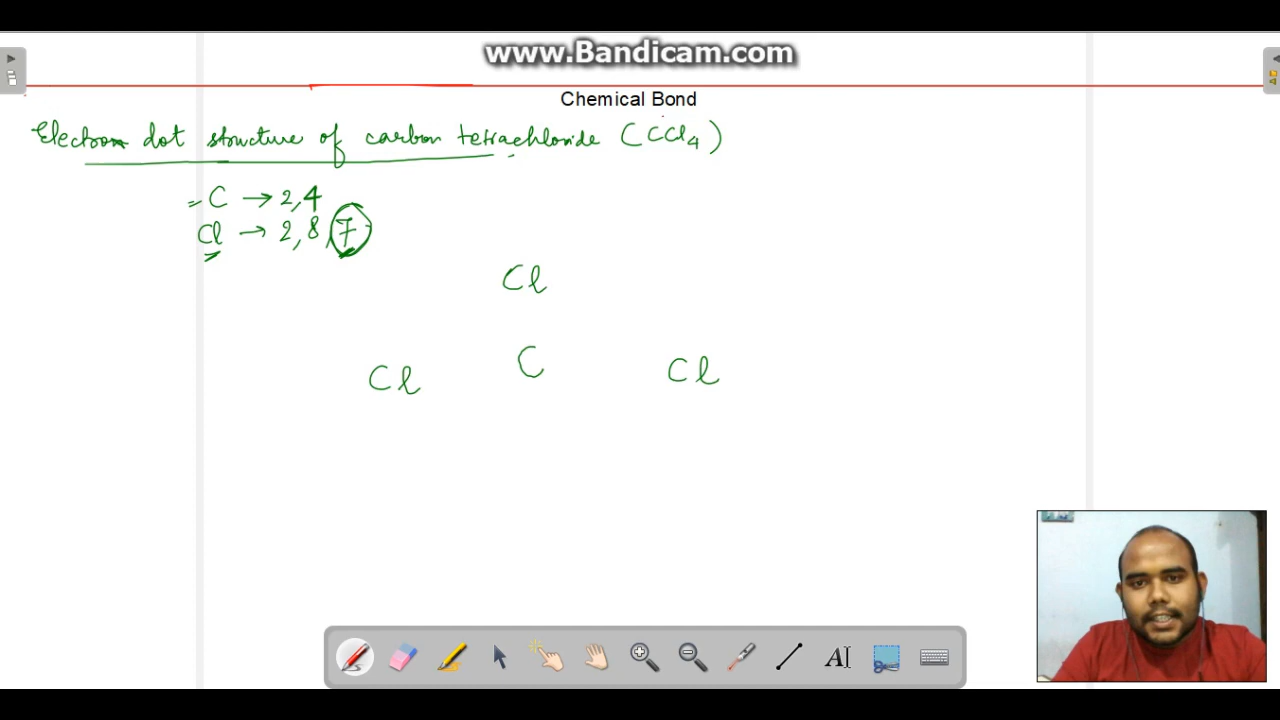 www.Bandicam.com
Chemical Bond
Electron dot structure of carbon tetrachloride (CCl₄)
C → 2,4
Cl → 2,8,7
Cl
Cl C Cl
AI